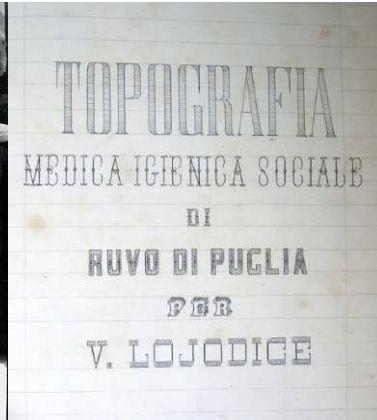 TOPOGRAFIA
MEDICA IGIENICA SOCIALE
DI
RUVO DI PUGLIA
PER
V. LOJODICE